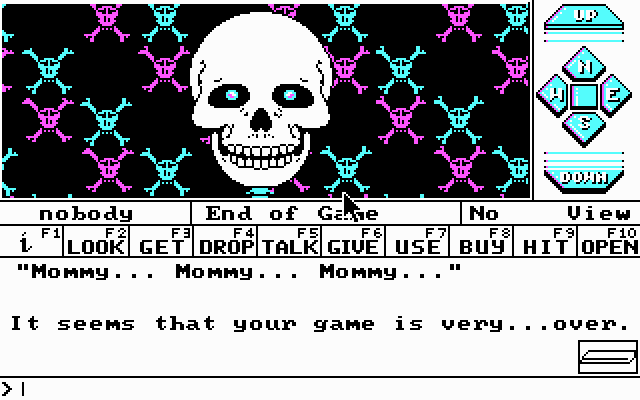 UP
N
W i E
S
DOWN
nobody End of Game No View
i F1 LOOK F2 GET F3 DROP F4 TALK F5 GIVE F6 USE F7 BUY F8 HIT F9 OPEN F10
"Mommy... Mommy... Mommy..."
It seems that your game is very...over.
>